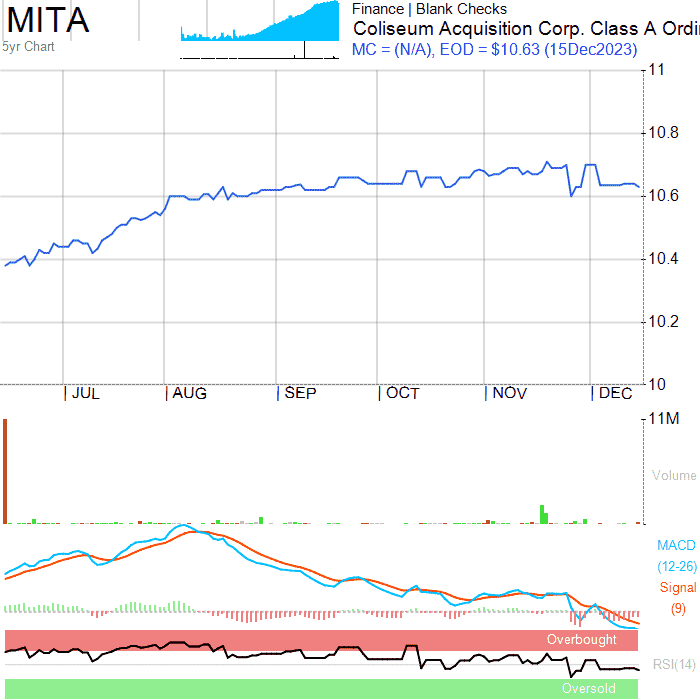 MITA
5yr Chart
Finance | Blank Checks
Coliseum Acquisition Corp. Class A Ordi
MC = (N/A), EOD = $10.63 (15Dec2023)
11
10.8
10.6
10.4
10.2
10
JUL AUG SEP OCT NOV DEC
11M
Volume
MACD
(12-26)
Signal
(9)
Overbought
RSI(14)
Oversold